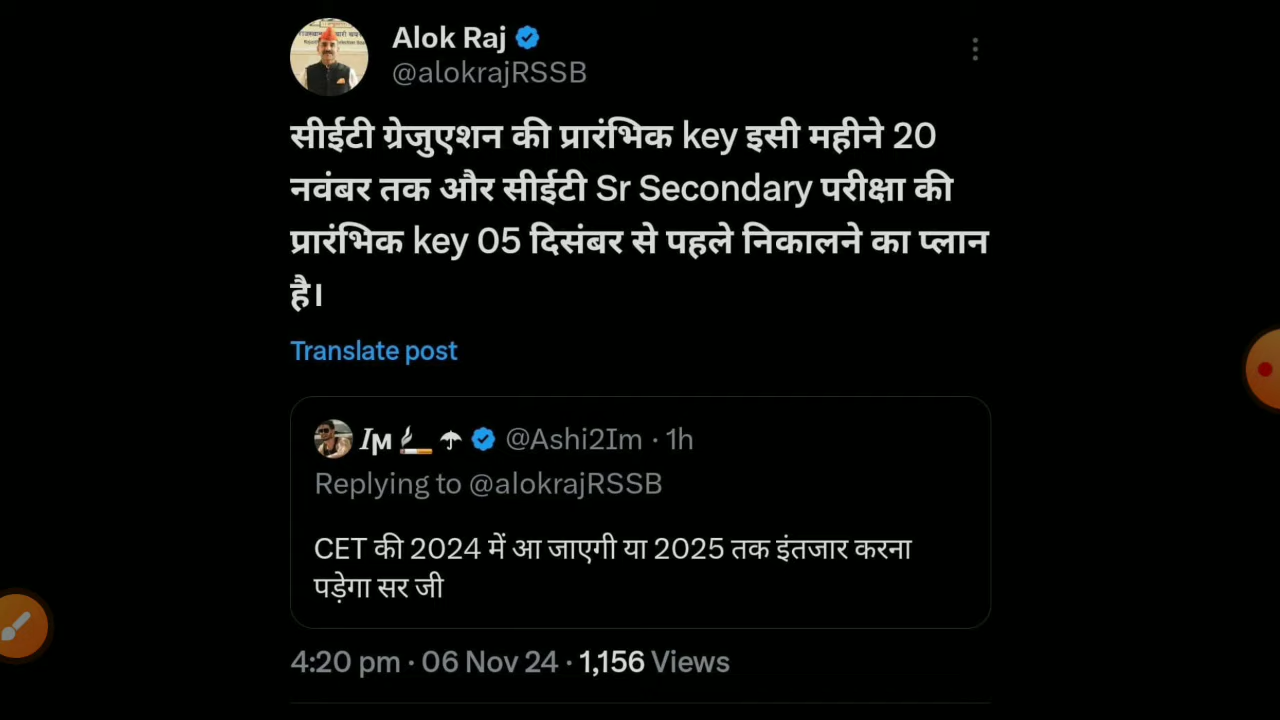 Alok Raj
@alokrajRSSB
सीईटी ग्रेजुएशन की प्रारंभिक key इसी महीने 20
नवंबर तक और सीईटी Sr Secondary परीक्षा की
प्रारंभिक key 05 दिसंबर से पहले निकालने का प्लान
है।
Translate post
Iᴍ @Ashi2Im · 1h
Replying to @alokrajRSSB
CET की 2024 में आ जाएगी या 2025 तक इंतजार करना
पड़ेगा सर जी
4:20 pm · 06 Nov 24 · 1,156 Views